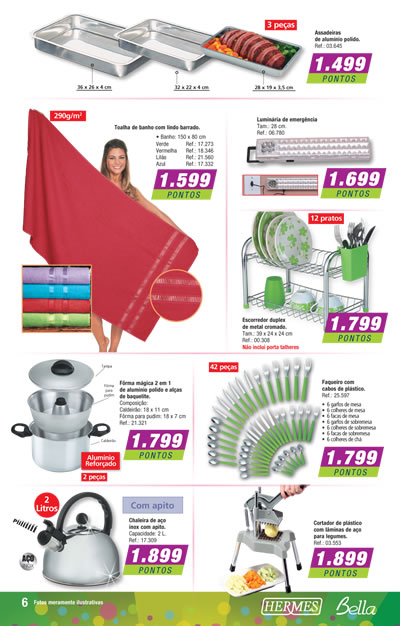 3 peças
Assadeiras
de alumínio polido.
Ref.: 03.645
1.499
PONTOS
36 x 26 x 4 cm
32 x 22 x 4 cm
28 x 19 x 3,5 cm
290g/m²
Toalha de banho com lindo barrado.
• Banho: 150 x 80 cm
Verde Ref.: 17.273
Vermelha Ref.: 18.346
Lilás Ref.: 21.560
Azul Ref.: 17.332
1.599
PONTOS
Luminária de emergência
Tam.: 28 cm.
Ref.: 06.780
1.699
PONTOS
12 pratos
Escorredor duplex
de metal cromado.
Tam.: 39 x 24 x 24 cm
Ref.: 00.308
Não inclui porta talheres
1.799
PONTOS
Tampa
Forma
para
pudim
Caldeirão
Fôrma mágica 2 em 1
de alumínio polido e alças
de baquelite.
Composição:
Caldeirão: 18 x 11 cm
Fôrma para pudim: 18 x 7 cm
Ref.: 21.321
1.799
PONTOS
Alumínio
Reforçado
2 peças
42 peças
Faqueiro com
cabos de plástico.
Ref.: 25.597
• 6 garfos de mesa
• 6 colheres de mesa
• 6 facas de mesa
• 6 garfos de sobremesa
• 6 colheres de sobremesa
• 6 facas de sobremesa
• 6 colheres de chá
1.799
PONTOS
2
Litros
Com apito
Chaleira de aço
inox com apito.
Capacidade: 2 L.
Ref.: 17.309
AÇO
1.899
PONTOS
Cortador de plástico
com lâminas de aço
para legumes.
Ref.: 03.553
1.899
PONTOS
6 Fotos meramente ilustrativas
HERMES
Bella